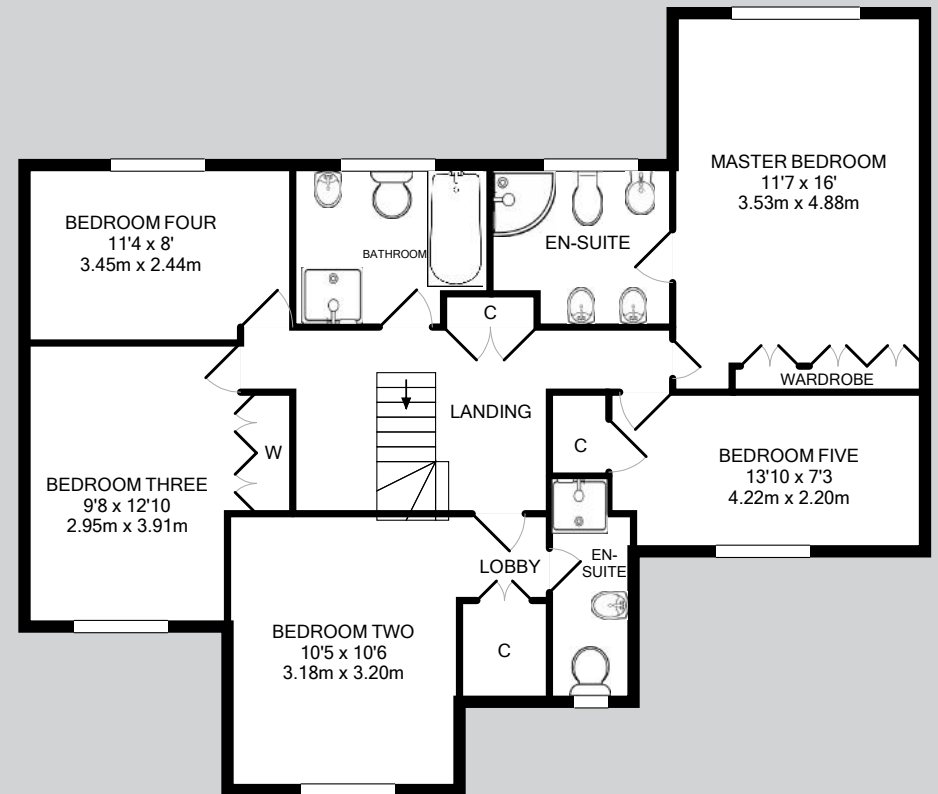 MASTER BEDROOM
11'7 x 16'
3.53m x 4.88m
BEDROOM FOUR
11'4 x 8'
3.45m x 2.44m
BATHROOM
EN-SUITE
C
WARDROBE
LANDING
W
C
BEDROOM FIVE
13'10 x 7'3
4.22m x 2.20m
BEDROOM THREE
9'8 x 12'10
2.95m x 3.91m
LOBBY
EN-
SUITE
BEDROOM TWO
10'5 x 10'6
3.18m x 3.20m
C